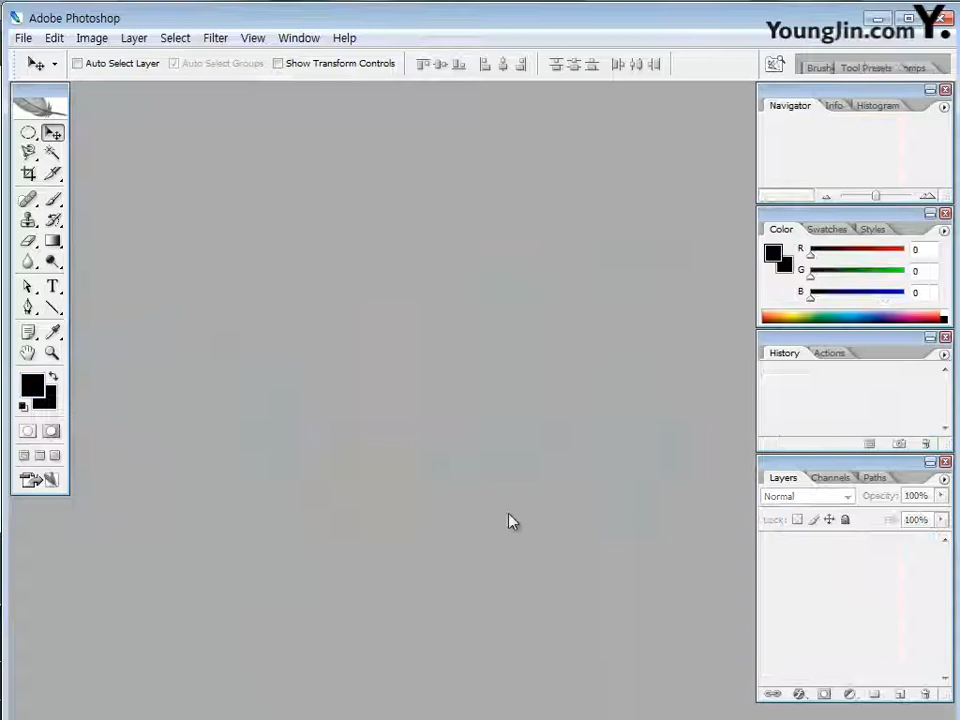 Adobe Photoshop
YoungJin.com Y.
File Edit Image Layer Select Filter View Window Help
Auto Select Layer Auto Select Groups Show Transform Controls
Brush Tool Presets
Navigator Info Histogram
Color Swatches Styles
R 0
G 0
B 0
T
History Actions
Layers Channels Paths
Normal Opacity: 100%
Lock: Fill: 100%